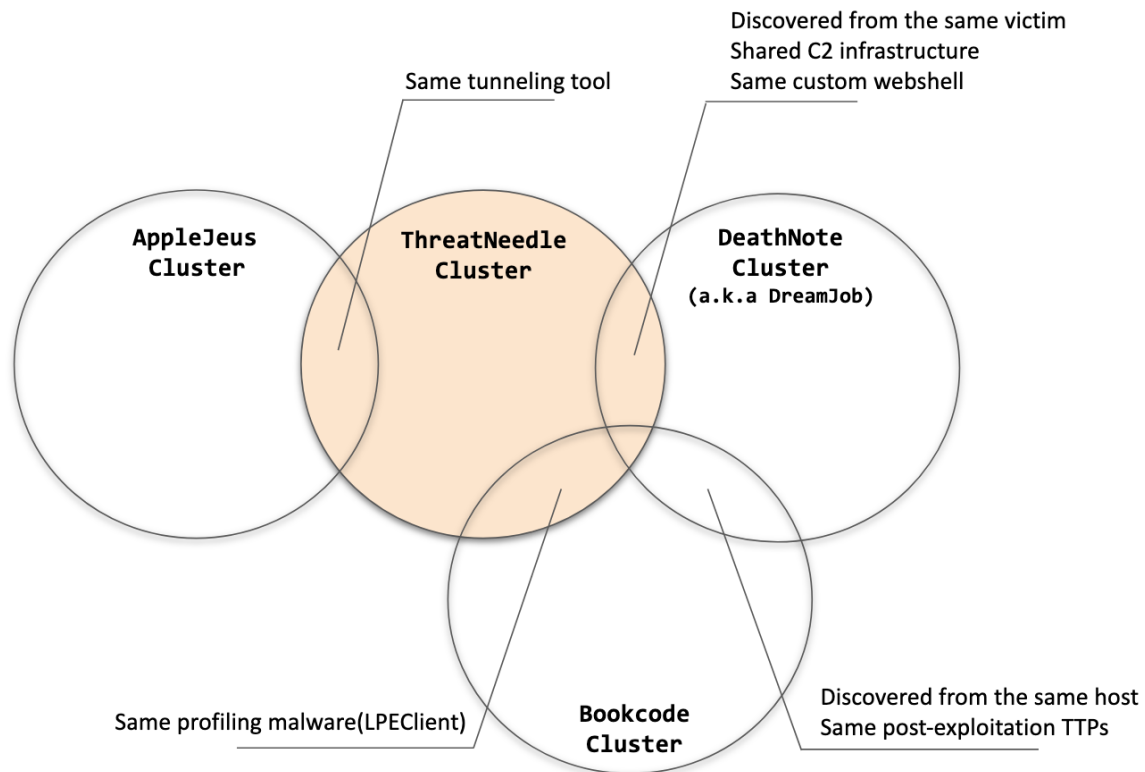 Discovered from the same victim
Shared C2 infrastructure
Same custom webshell
Same tunneling tool
AppleJeus
Cluster
ThreatNeedle
Cluster
DeathNote
Cluster
(a.k.a DreamJob)
Same profiling malware(LPEClient)
Bookcode
Cluster
Discovered from the same host
Same post-exploitation TTPs